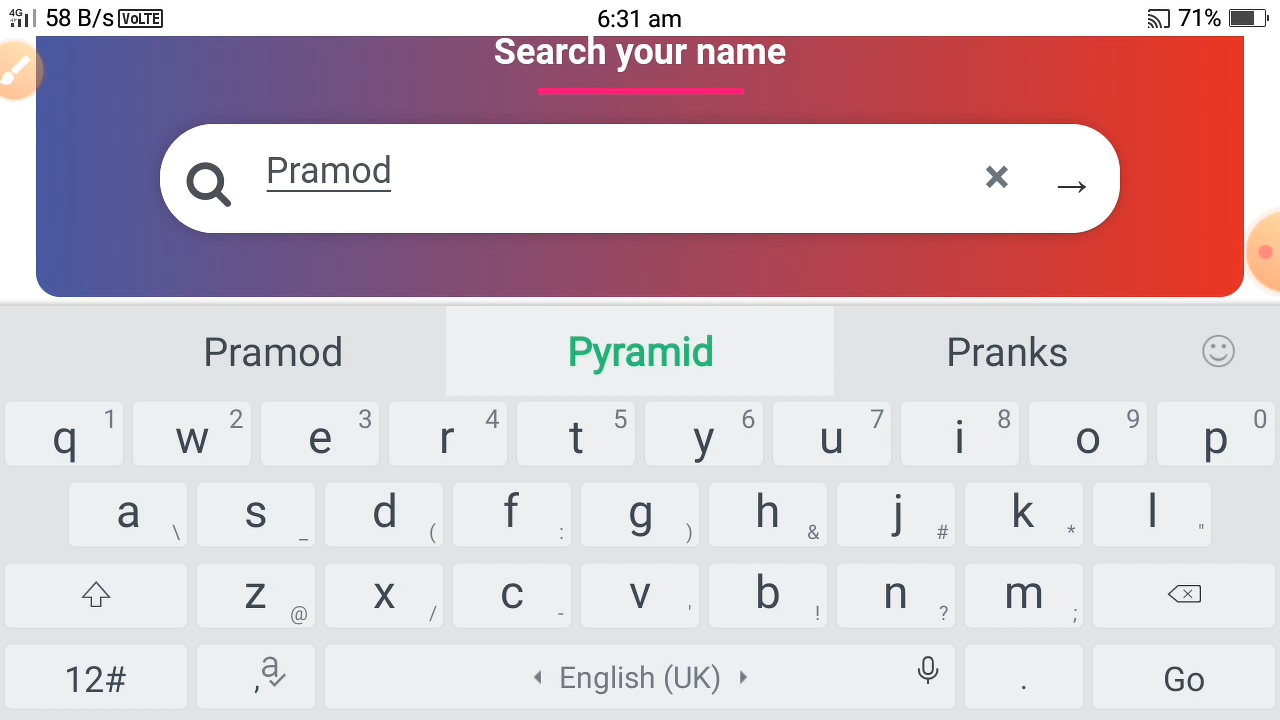 4G 58 B/s VoLTE 6:31 am 71%
Search your name
Pramod × →
Pramod Pyramid Pranks
q 1 w 2 e 3 r 4 t 5 y 6 u 7 i 8 o 9 p 0
a \ s _ d ( f : g ) h & j # k * l "
z @ x / c - v ' b ! n ? m ;
12# , a English (UK) . Go